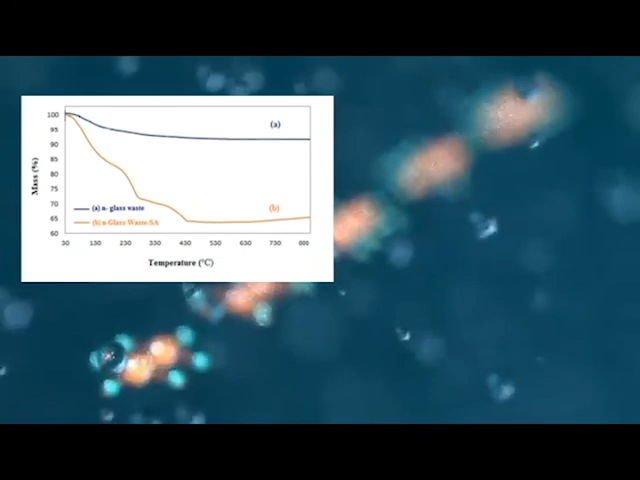 100
95
90
85
80
75
70
65
60
Mass (%)
(a)
(b)
(a) n- glass waste
(b) n-Glass Waste-SA
30 130 230 330 430 530 630 730 800
Temperature (°C)